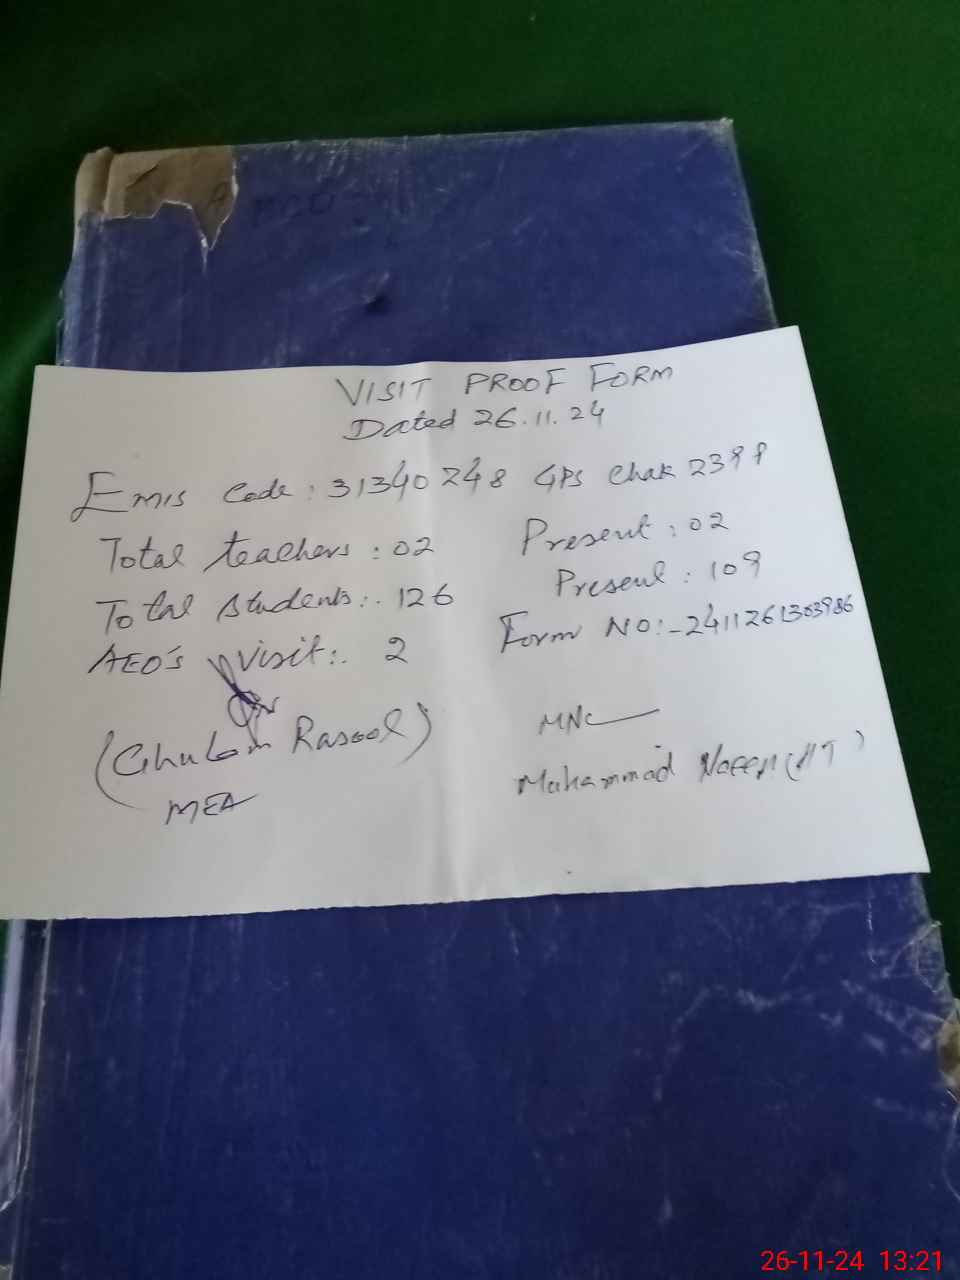 VISIT PROOF FORM
Dated 26.11.24
Emis Code: 31340248 GPS Chak 239P
Total teachers: 02 Present: 02
Total Students: 126 Present: 109
AEO's visit: 2 Form NO:-2411261303986
(Ghulam Rasool)
MEA
Muhammad (HT)
26-11-24 13:21